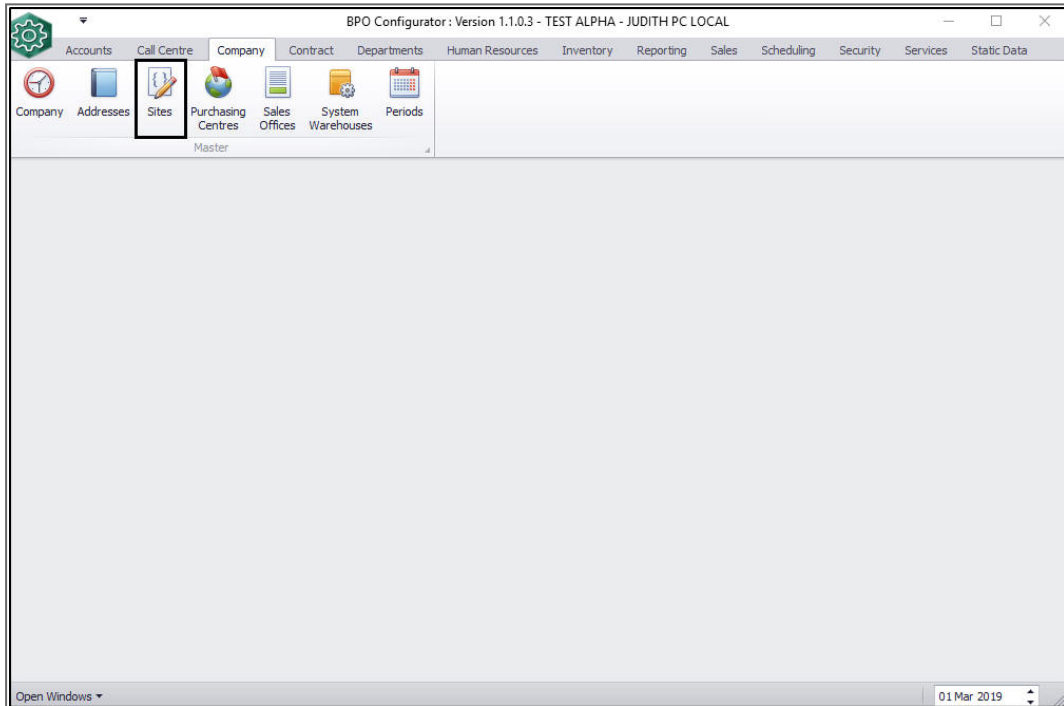 BPO Configurator : Version 1.1.0.3 - TEST ALPHA - JUDITH PC LOCAL
Accounts Call Centre Company Contract Departments Human Resources Inventory Reporting Sales Scheduling Security Services Static Data
Company Addresses Sites Purchasing Sales System Periods
Centres Offices Warehouses
Master
Open Windows 01 Mar 2019